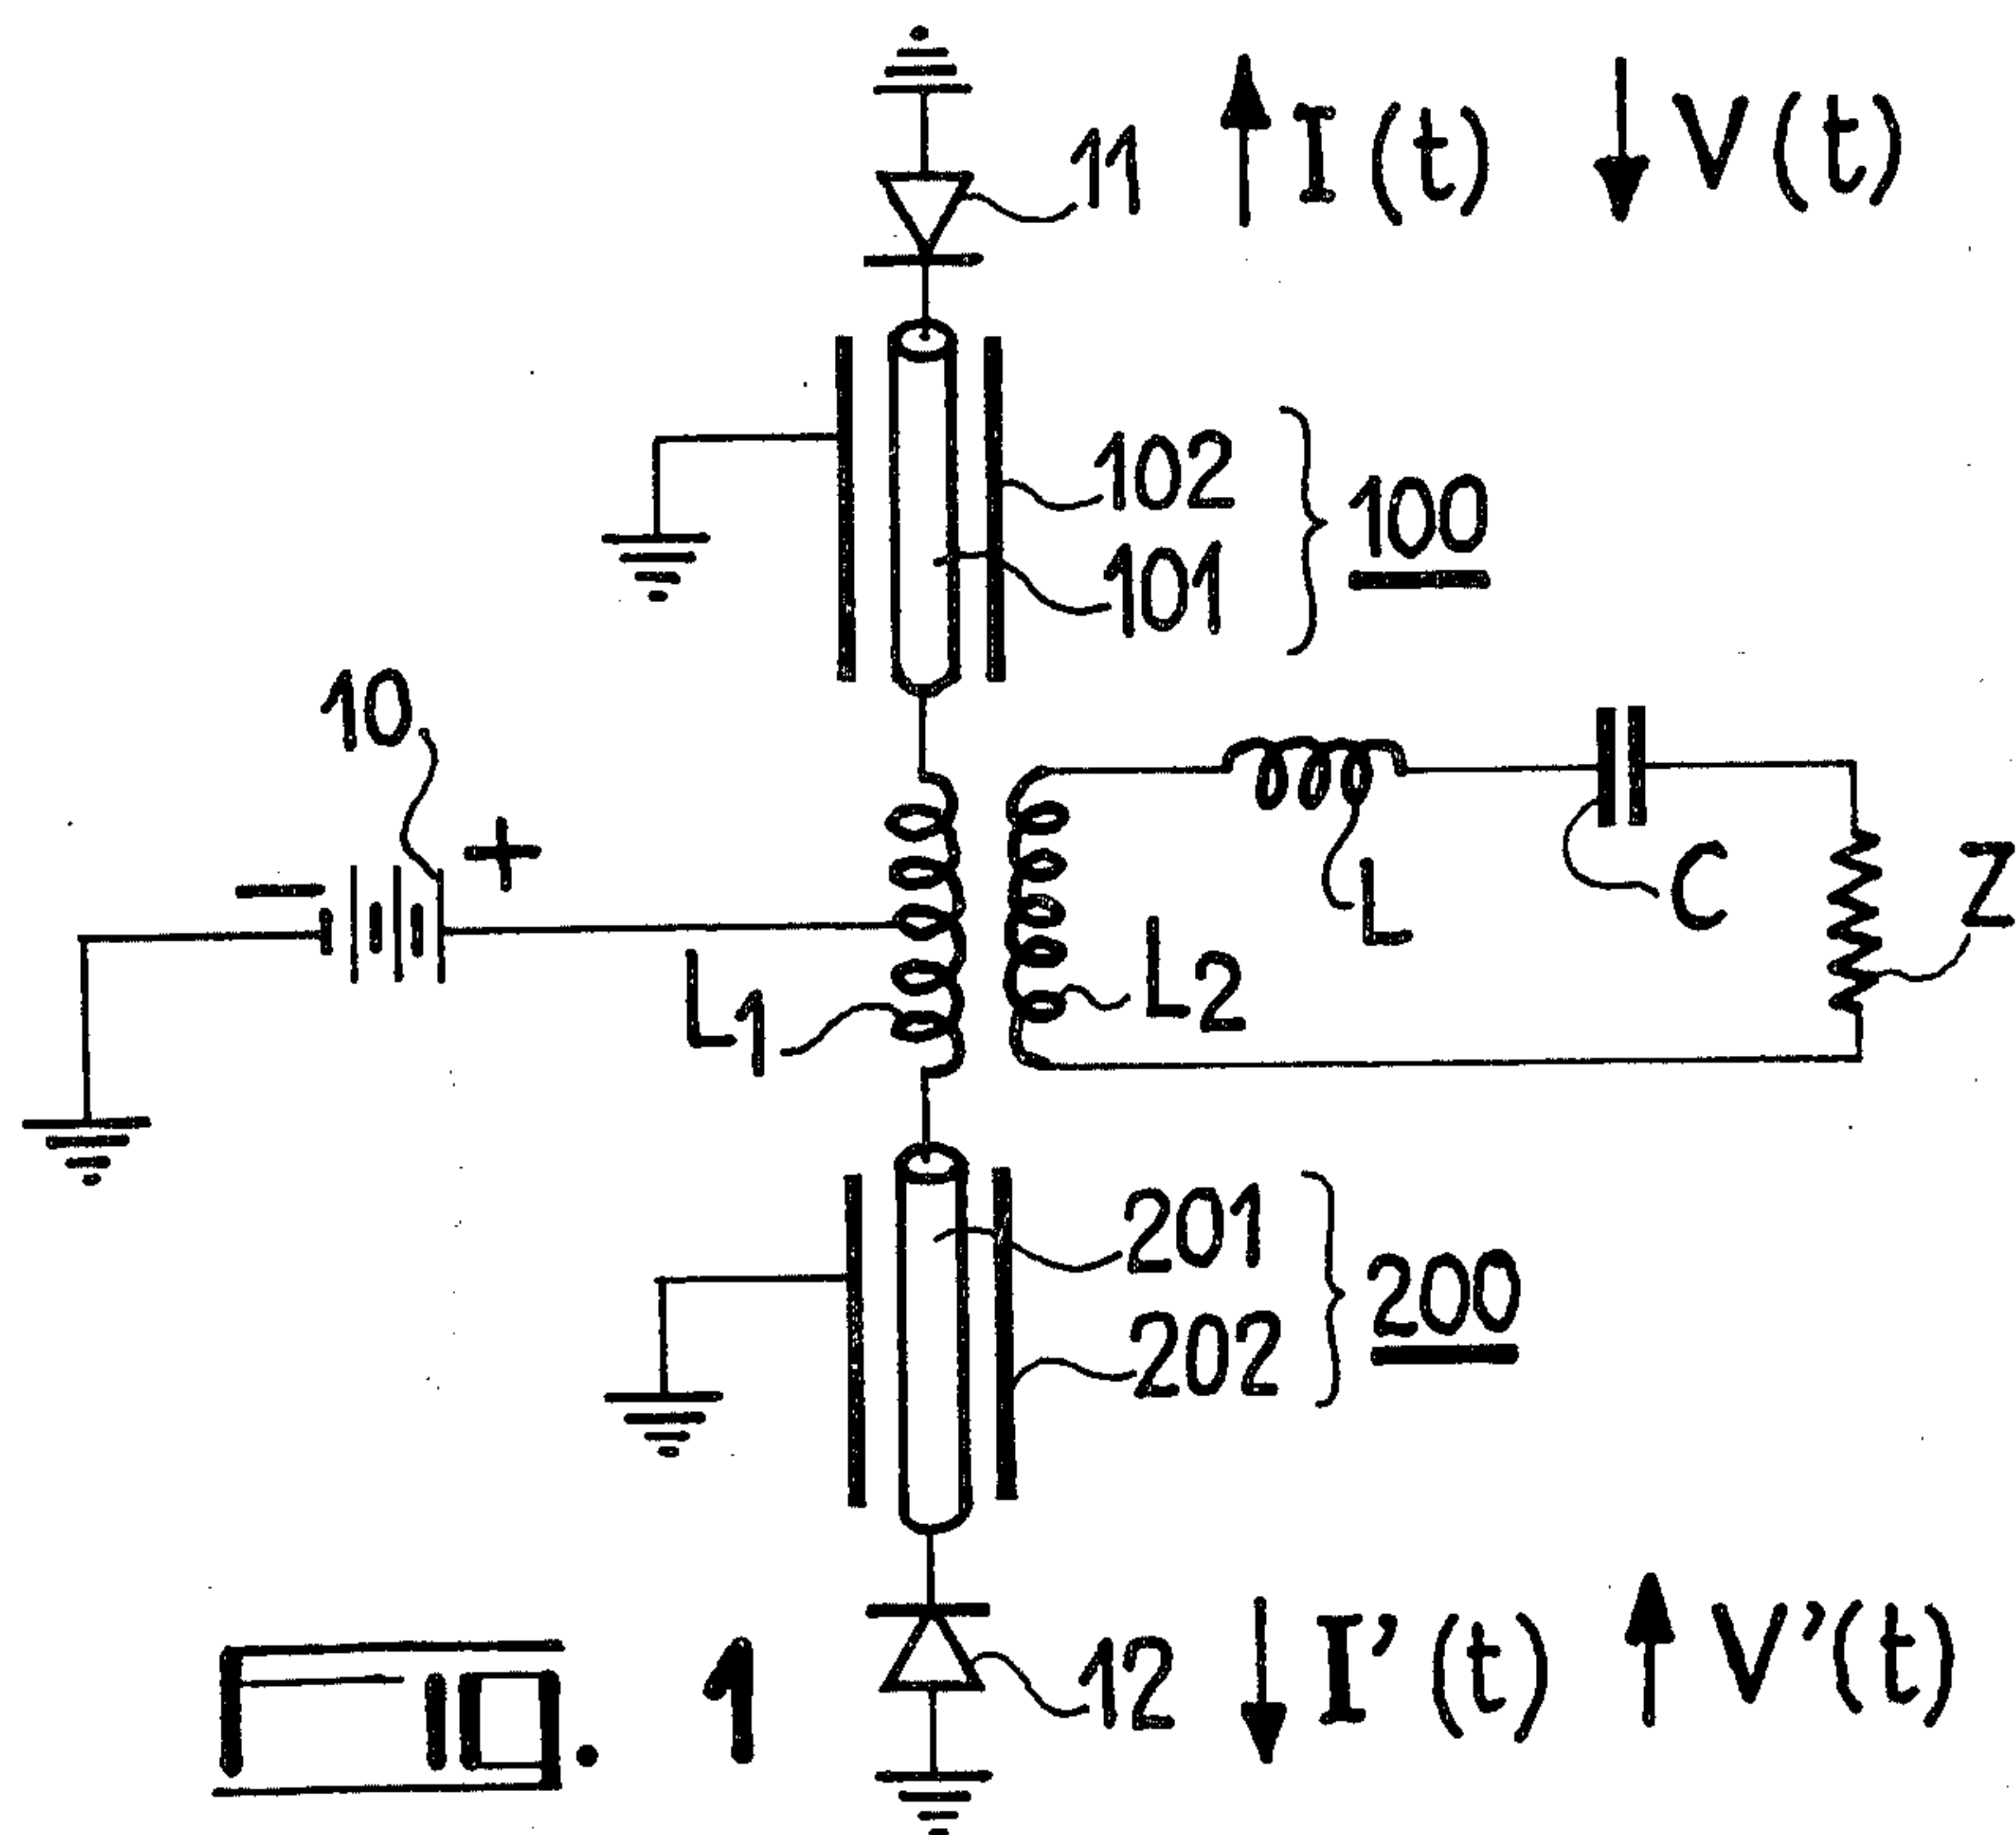 11
I(t)
V(t)
102
101
100
10
−
+
L1
L2
L
C
Z
201
202
200
12
I'(t)
V'(t)
Fig. 1